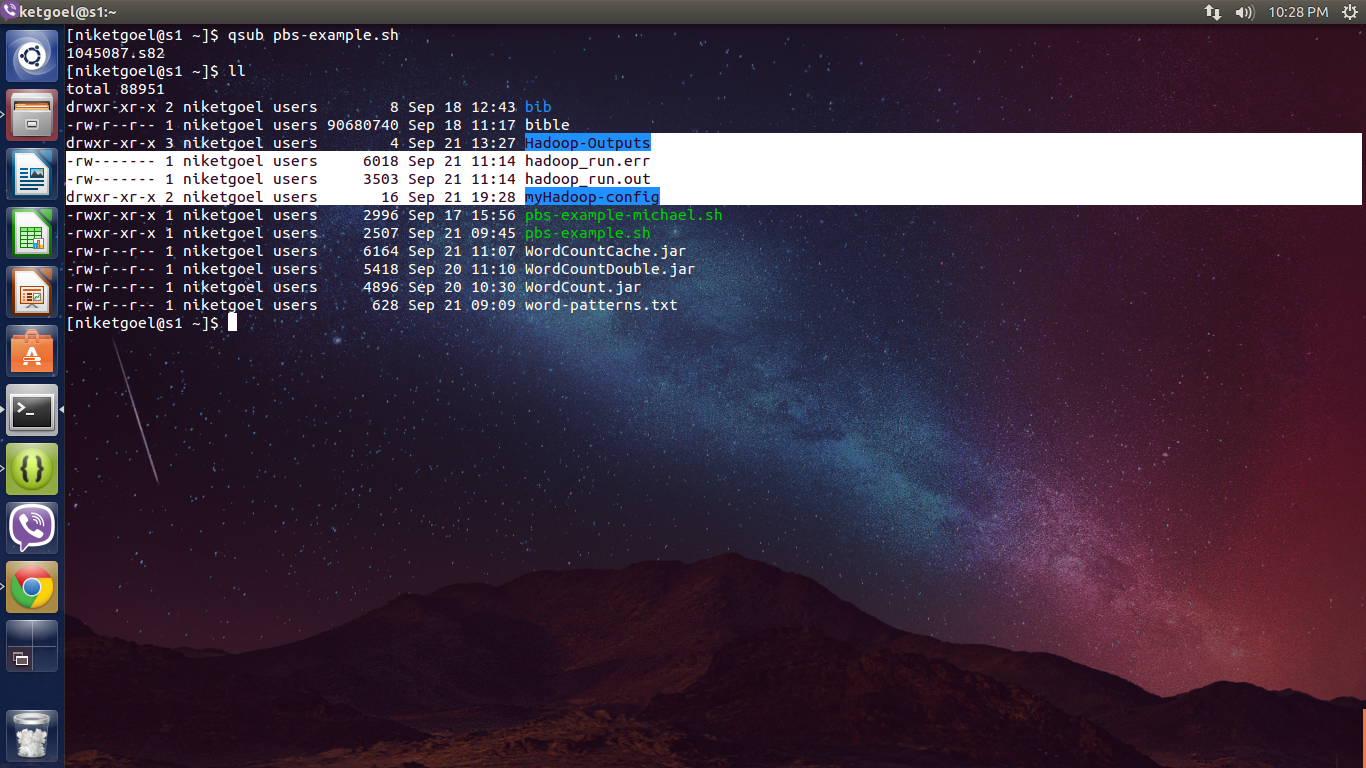 ketgoel@s1:~
10:28 PM
[niketgoel@s1 ~]$ qsub pbs-example.sh
1045087.s82
[niketgoel@s1 ~]$ ll
total 88951
drwxr-xr-x 2 niketgoel users        8 Sep 18 12:43 bib
-rw-r--r-- 1 niketgoel users 90680740 Sep 18 11:17 bible
drwxr-xr-x 3 niketgoel users        4 Sep 21 13:27 Hadoop-Outputs
-rw------- 1 niketgoel users     6018 Sep 21 11:14 hadoop_run.err
-rw------- 1 niketgoel users     3503 Sep 21 11:14 hadoop_run.out
drwxr-xr-x 2 niketgoel users       16 Sep 21 19:28 myHadoop-config
-rwxr-xr-x 1 niketgoel users     2996 Sep 17 15:56 pbs-example-michael.sh
-rwxr-xr-x 1 niketgoel users     2507 Sep 21 09:45 pbs-example.sh
-rw-r--r-- 1 niketgoel users     6164 Sep 21 11:07 WordCountCache.jar
-rw-r--r-- 1 niketgoel users     5418 Sep 20 11:10 WordCountDouble.jar
-rw-r--r-- 1 niketgoel users     4896 Sep 20 10:30 WordCount.jar
-rw-r--r-- 1 niketgoel users      628 Sep 21 09:09 word-patterns.txt
[niketgoel@s1 ~]$